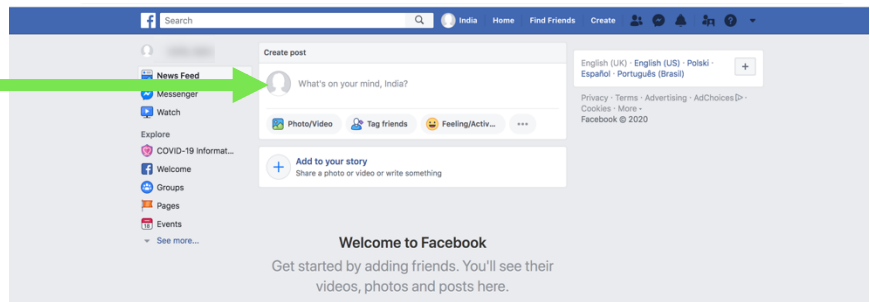 Search
India Home Find Friends Create
News Feed
Messenger
Watch
Explore
COVID-19 Informat...
Welcome
Groups
Pages
Events
See more...
Create post
What's on your mind, India?
Photo/Video Tag friends Feeling/Activ...
Add to your story
Share a photo or video or write something
Welcome to Facebook
Get started by adding friends. You'll see their
videos, photos and posts here.
English (UK) · English (US) · Polski ·
Español · Português (Brasil)
Privacy · Terms · Advertising · AdChoices ·
Cookies · More
Facebook © 2020